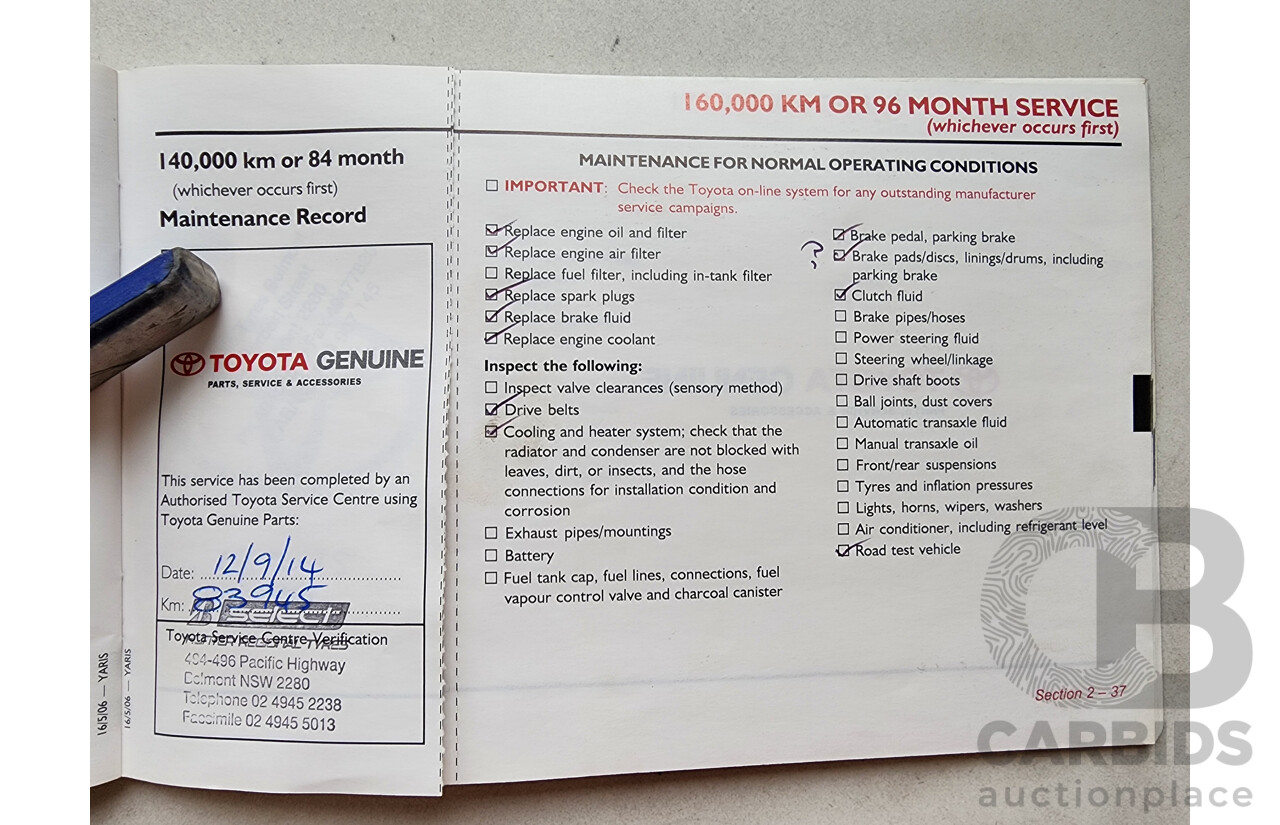 140,000 km or 84 month
(whichever occurs first)
Maintenance Record
TOYOTA GENUINE
PARTS, SERVICE & ACCESSORIES
This service has been completed by an
Authorised Toyota Service Centre using
Toyota Genuine Parts:
Date: 12/9/14
Km: 83945
select
Toyota Service Centre Verification
494-496 Pacific Highway
Belmont NSW 2280
Telephone 02 4945 2238
Facsimile 02 4945 5013
16/5/06 — YARIS
16/5/06 — YARIS
160,000 KM OR 96 MONTH SERVICE
(whichever occurs first)
MAINTENANCE FOR NORMAL OPERATING CONDITIONS
IMPORTANT: Check the Toyota on-line system for any outstanding manufacturer
service campaigns.
Replace engine oil and filter
Replace engine air filter
Replace fuel filter, including in-tank filter
Replace spark plugs
Replace brake fluid
Replace engine coolant
Inspect the following:
Inspect valve clearances (sensory method)
Drive belts
Cooling and heater system; check that the
radiator and condenser are not blocked with
leaves, dirt, or insects, and the hose
connections for installation condition and
corrosion
Exhaust pipes/mountings
Battery
Fuel tank cap, fuel lines, connections, fuel
vapour control valve and charcoal canister
Brake pedal, parking brake
? Brake pads/discs, linings/drums, including
parking brake
Clutch fluid
Brake pipes/hoses
Power steering fluid
Steering wheel/linkage
Drive shaft boots
Ball joints, dust covers
Automatic transaxle fluid
Manual transaxle oil
Front/rear suspensions
Tyres and inflation pressures
Lights, horns, wipers, washers
Air conditioner, including refrigerant level
Road test vehicle
Section 2 – 37
CB
CARBIDS
auctionplace